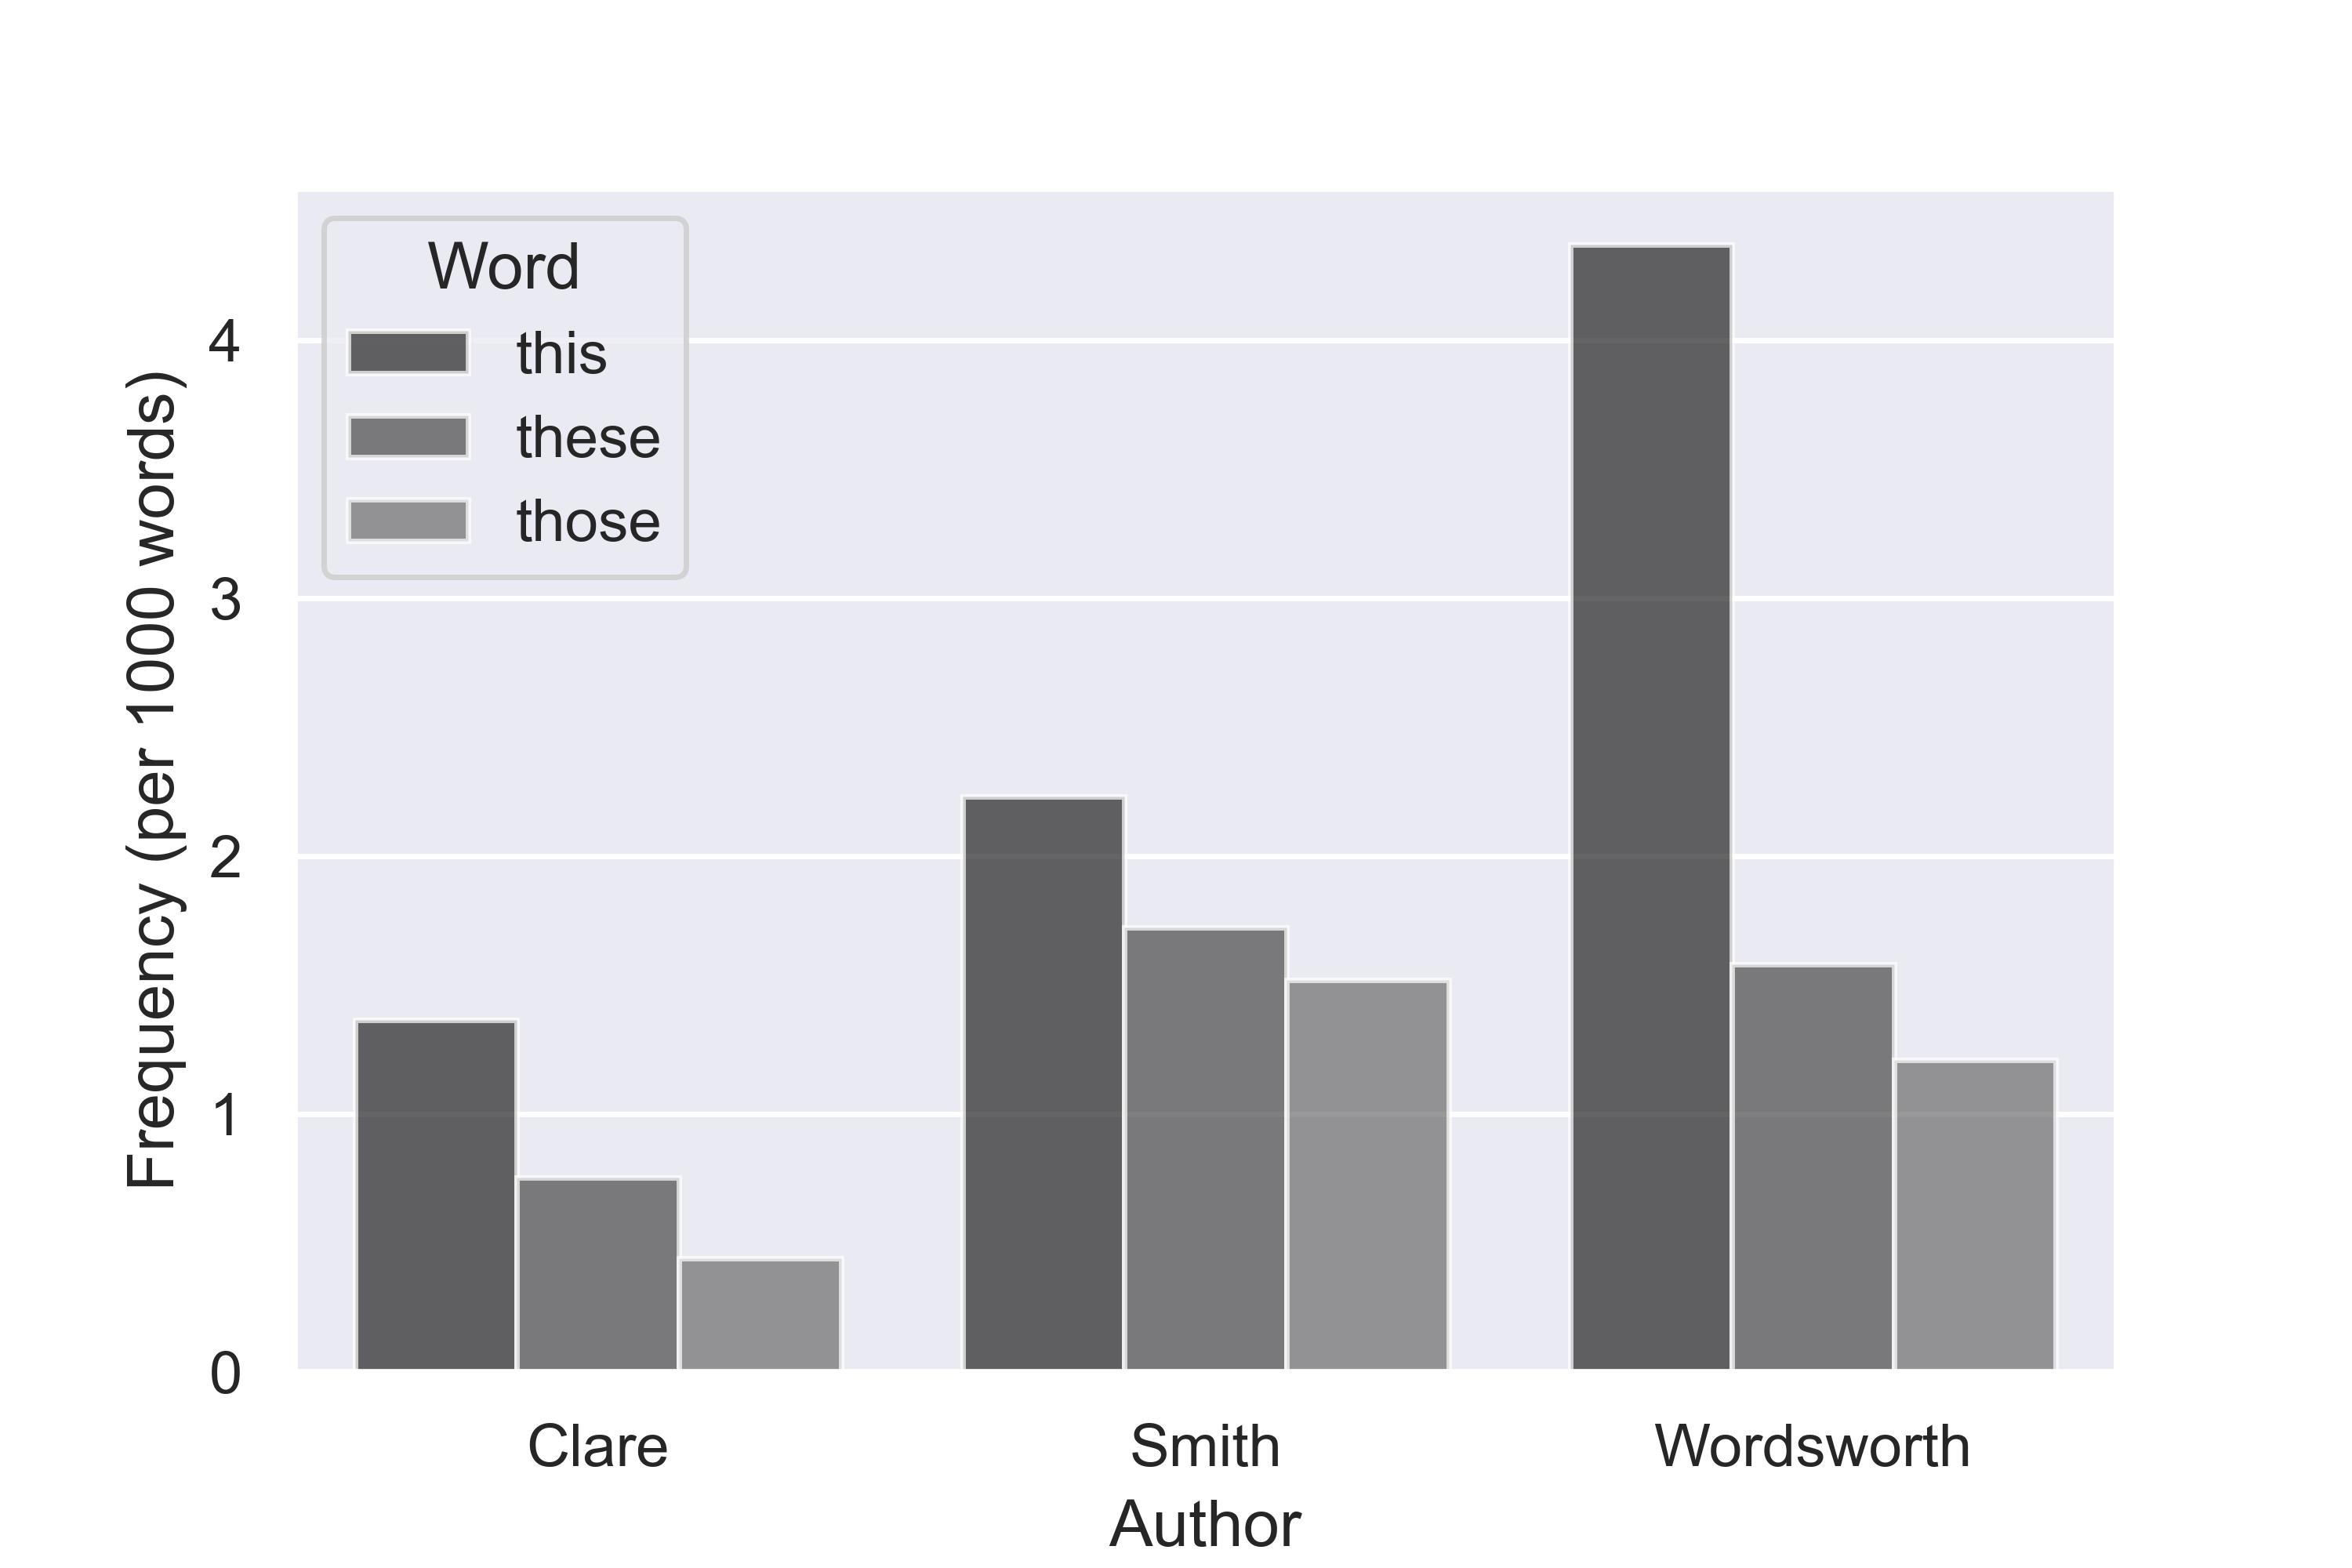 Word
this
these
those
Frequency (per 1000 words)
4
3
2
1
0
Clare Smith Wordsworth
Author